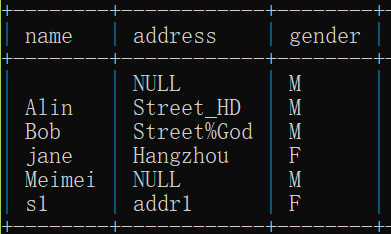 name address gender
NULL M
Alin Street_HD M
Bob Street%God M
jane Hangzhou F
Meimei NULL M
s1 addr1 F